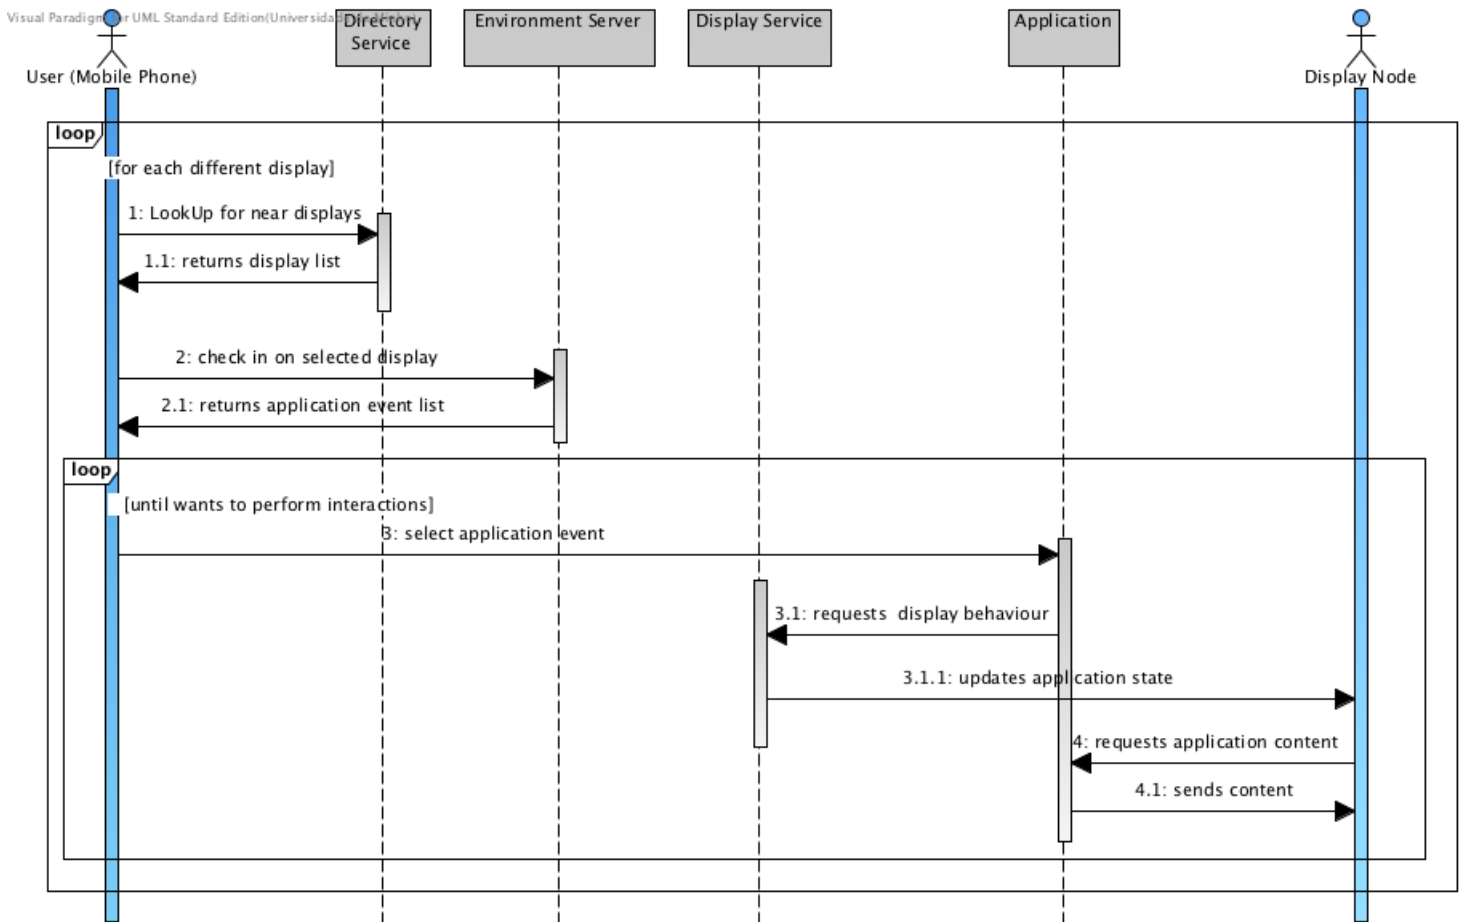 Visual Paradigm for UML Standard Edition(Universidade do Minho)
Directory
Service
Environment Server
Display Service
Application
User (Mobile Phone)
Display Node
loop
[for each different display]
1: LookUp for near displays
1.1: returns display list
2: check in on selected display
2.1: returns application event list
loop
[until wants to perform interactions]
3: select application event
3.1: requests  display behaviour
3.1.1: updates application state
4: requests application content
4.1: sends content